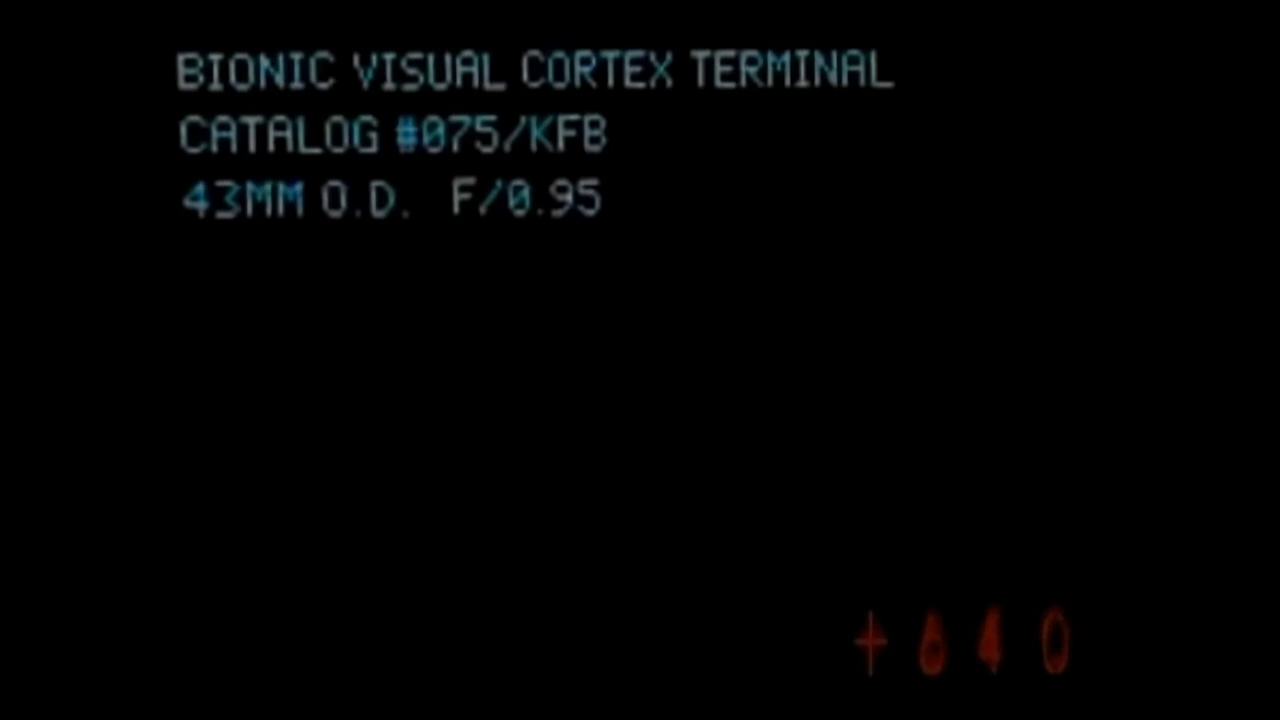 BIONIC VISUAL CORTEX TERMINAL
CATALOG #075/KFB
43MM O.D. F/0.95
+640